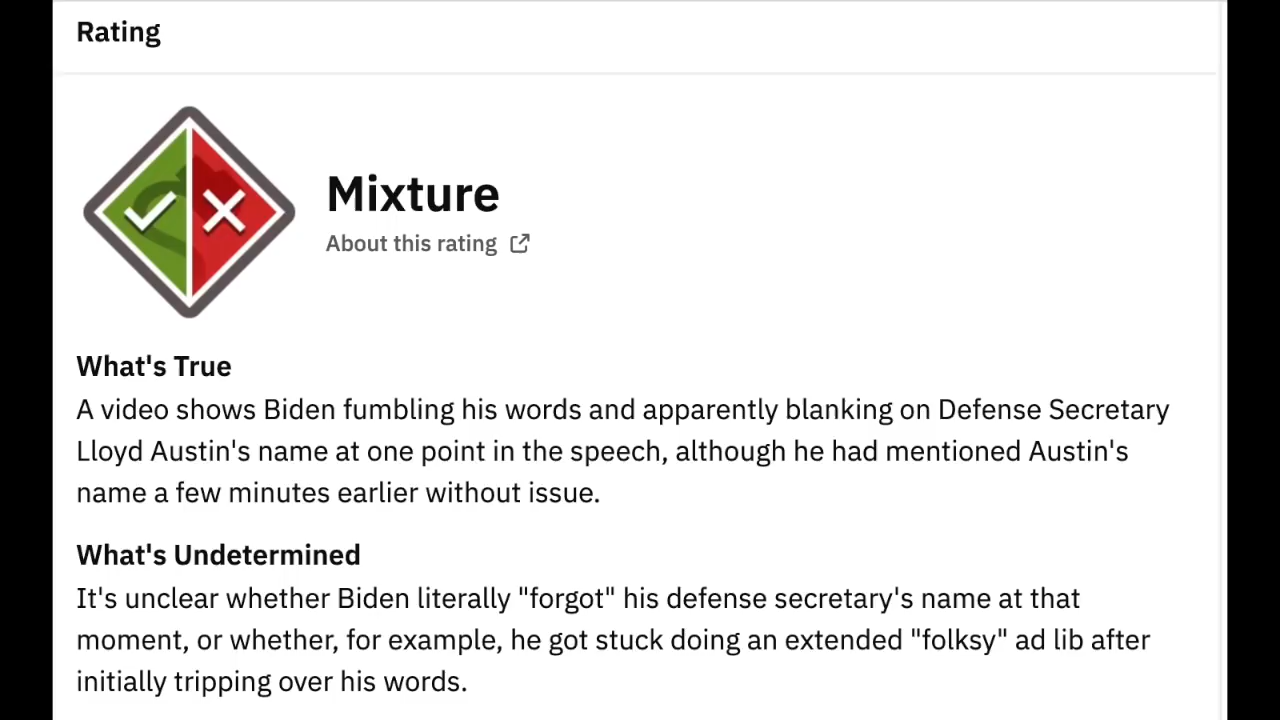 Rating
Mixture
About this rating
What's True
A video shows Biden fumbling his words and apparently blanking on Defense Secretary
Lloyd Austin's name at one point in the speech, although he had mentioned Austin's
name a few minutes earlier without issue.
What's Undetermined
It's unclear whether Biden literally "forgot" his defense secretary's name at that
moment, or whether, for example, he got stuck doing an extended "folksy" ad lib after
initially tripping over his words.